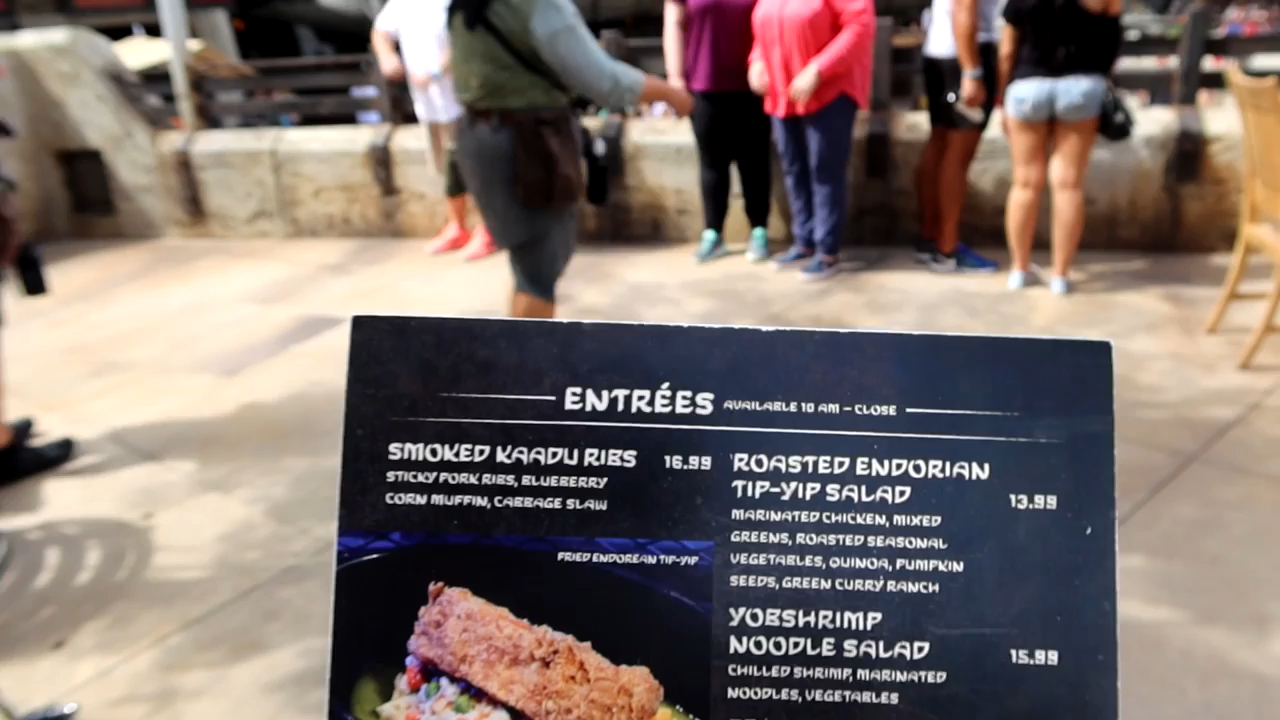 ENTRÉES AVAILABLE 10 AM – CLOSE
SMOKED KAADU RIBS 16.99
STICKY PORK RIBS, BLUEBERRY
CORN MUFFIN, CABBAGE SLAW
FRIED ENDOREAN TIP-YIP
ROASTED ENDORIAN
TIP-YIP SALAD 13.99
MARINATED CHICKEN, MIXED
GREENS, ROASTED SEASONAL
VEGETABLES, QUINOA, PUMPKIN
SEEDS, GREEN CURRY RANCH
YOBSHRIMP
NOODLE SALAD 15.99
CHILLED SHRIMP, MARINATED
NOODLES, VEGETABLES